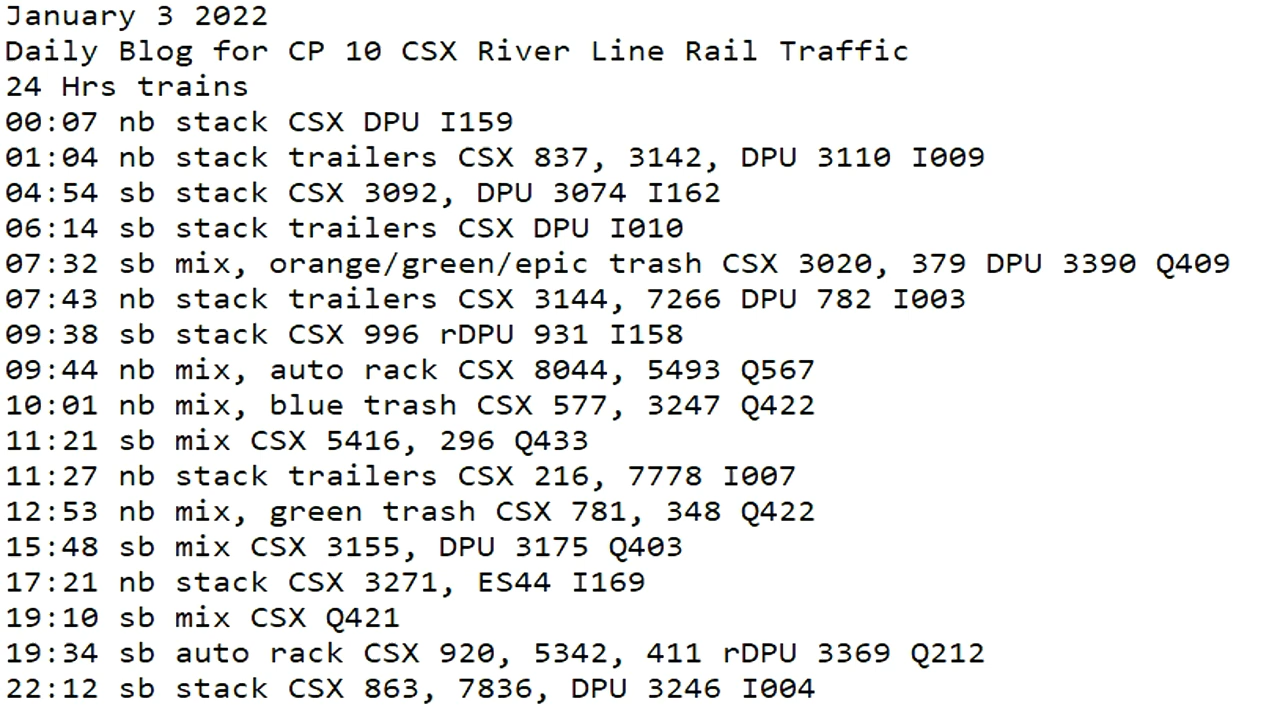 January 3 2022
Daily Blog for CP 10 CSX River Line Rail Traffic
24 Hrs trains
00:07 nb stack CSX DPU I159
01:04 nb stack trailers CSX 837, 3142, DPU 3110 I009
04:54 sb stack CSX 3092, DPU 3074 I162
06:14 sb stack trailers CSX DPU I010
07:32 sb mix, orange/green/epic trash CSX 3020, 379 DPU 3390 Q409
07:43 nb stack trailers CSX 3144, 7266 DPU 782 I003
09:38 sb stack CSX 996 rDPU 931 I158
09:44 nb mix, auto rack CSX 8044, 5493 Q567
10:01 nb mix, blue trash CSX 577, 3247 Q422
11:21 sb mix CSX 5416, 296 Q433
11:27 nb stack trailers CSX 216, 7778 I007
12:53 nb mix, green trash CSX 781, 348 Q422
15:48 sb mix CSX 3155, DPU 3175 Q403
17:21 nb stack CSX 3271, ES44 I169
19:10 sb mix CSX Q421
19:34 sb auto rack CSX 920, 5342, 411 rDPU 3369 Q212
22:12 sb stack CSX 863, 7836, DPU 3246 I004